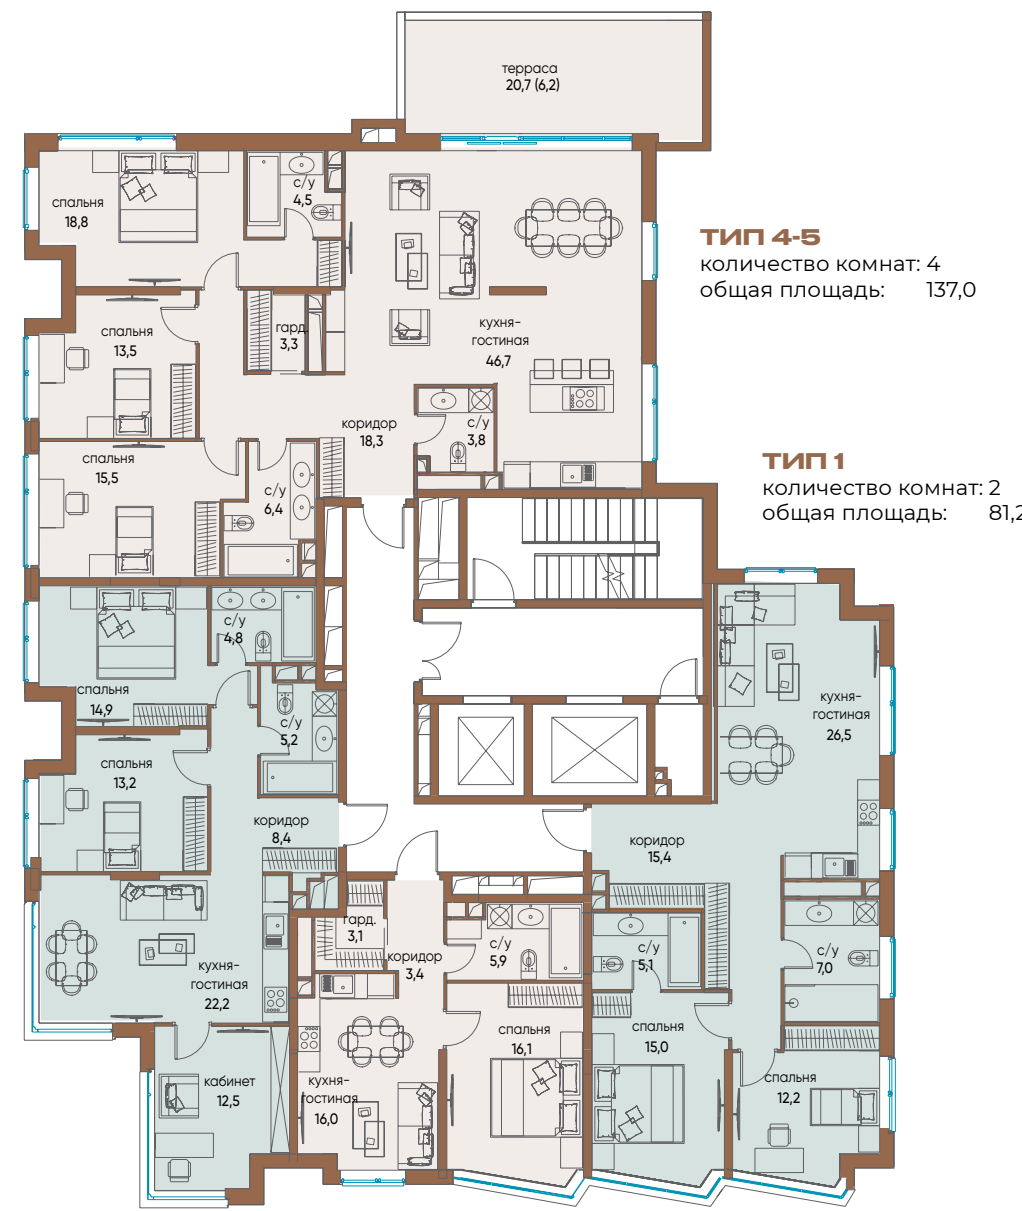 терраса
20,7 (6,2)
спальня
18,8
с/у
4,5
ТИП 4-5
количество комнат: 4
общая площадь: 137,0
спальня
13,5
гард.
3,3
кухня-
гостиная
46,7
коридор
18,3
с/у
3,8
спальня
15,5
с/у
6,4
ТИП 1
количество комнат: 2
общая площадь: 81,2
с/у
4,8
спальня
14,9
с/у
5,2
кухня-
гостиная
26,5
спальня
13,2
коридор
8,4
коридор
15,4
гард.
3,1
коридор
3,4
с/у
5,9
с/у
5,1
с/у
7,0
кухня-
гостиная
22,2
спальня
16,1
спальня
15,0
кабинет
12,5
кухня-
гостиная
16,0
спальня
12,2